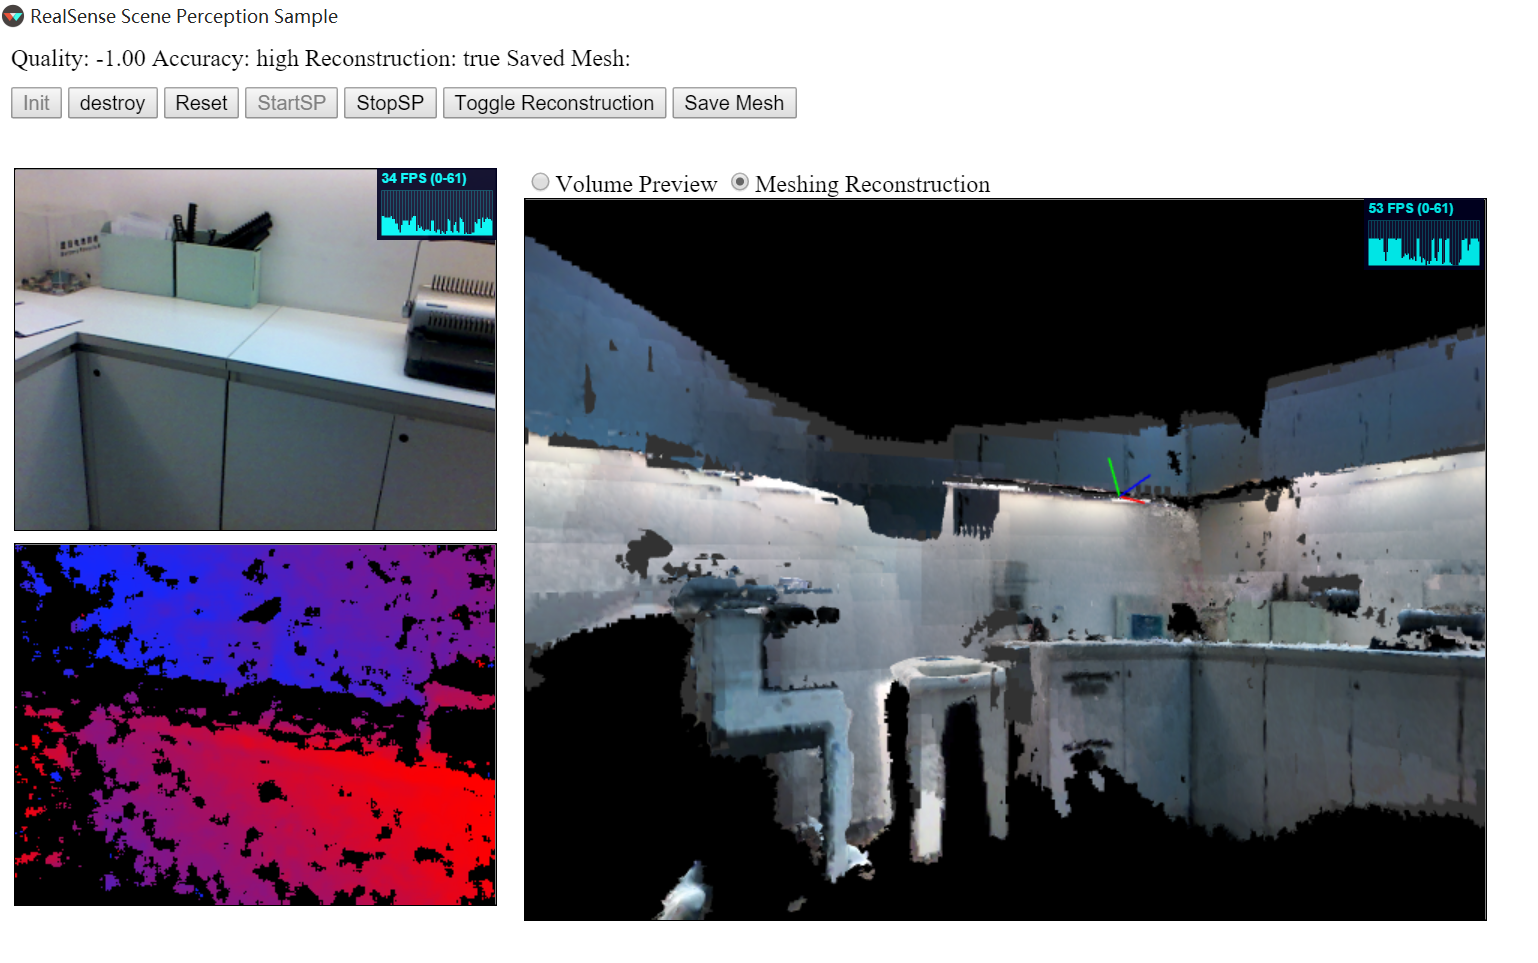 RealSense Scene Perception Sample
Quality: -1.00 Accuracy: high Reconstruction: true Saved Mesh:
Init destroy Reset StartSP StopSP Toggle Reconstruction Save Mesh
34 FPS (0-61)
Volume Preview Meshing Reconstruction
53 FPS (0-61)